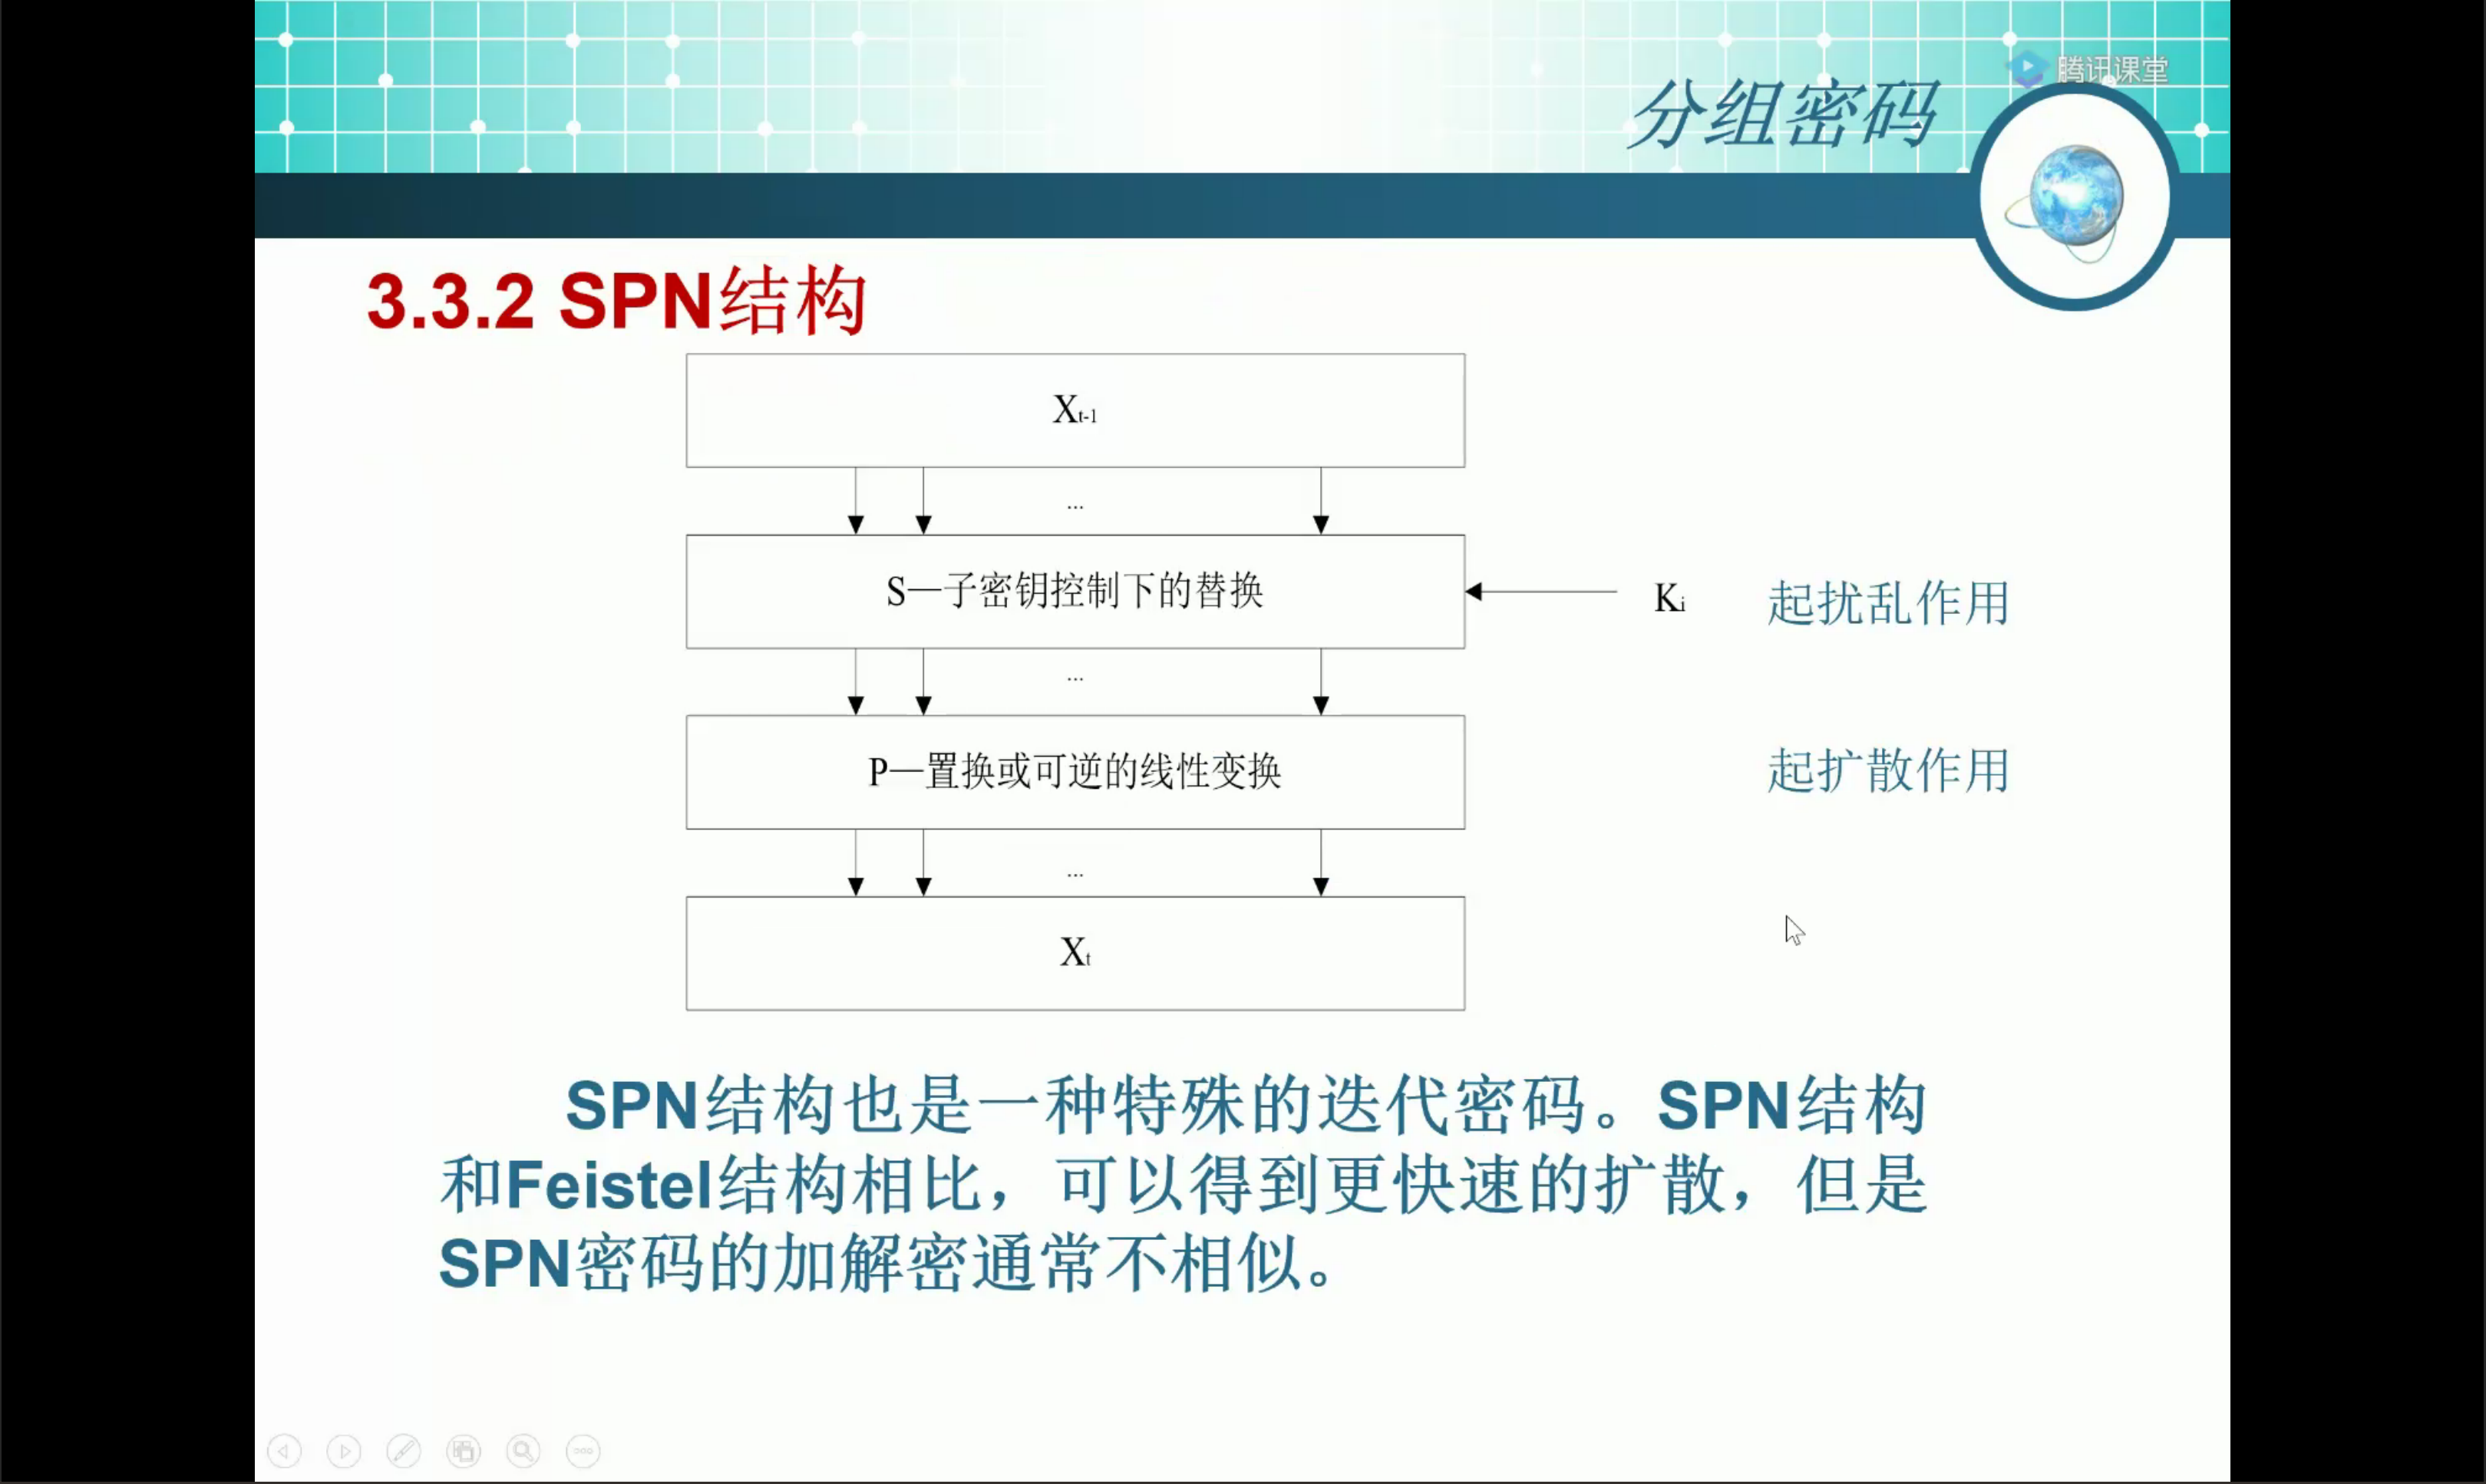 腾讯课堂
分组密码
3.3.2 SPN结构
Xt-1
...
S—子密钥控制下的替换
Ki
起扰乱作用
...
P—置换或可逆的线性变换
起扩散作用
...
Xt
SPN结构也是一种特殊的迭代密码。SPN结构
和Feistel结构相比，可以得到更快速的扩散，但是
SPN密码的加解密通常不相似。